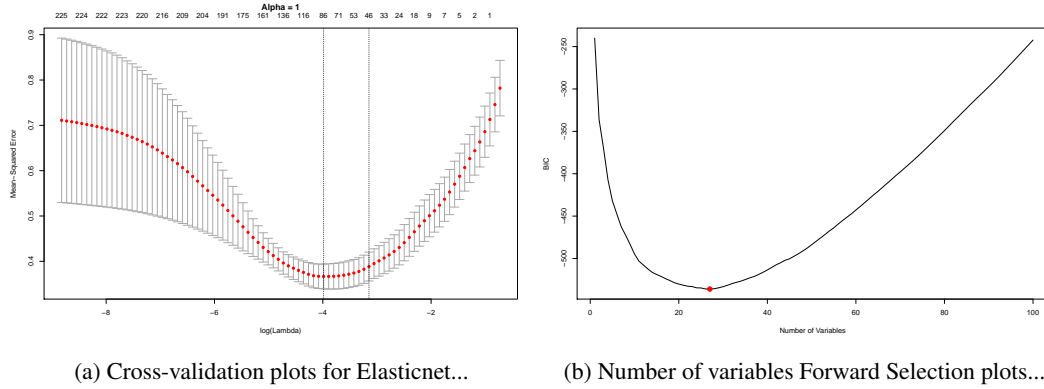 Alpha = 1
225 224 222 223 220 216 209 204 191 175 161 136 116 86 71 53 46 33 24 18 9 7 5 2 1
0.9
0.8
0.7
0.6
0.5
0.4
Mean−Squared Error
−8 −6 −4 −2
log(Lambda)
−250
−300
−350
−400
−450
−500
BIC
0 20 40 60 80 100
Number of Variables
(a) Cross-validation plots for Elasticnet...
(b) Number of variables Forward Selection plots...